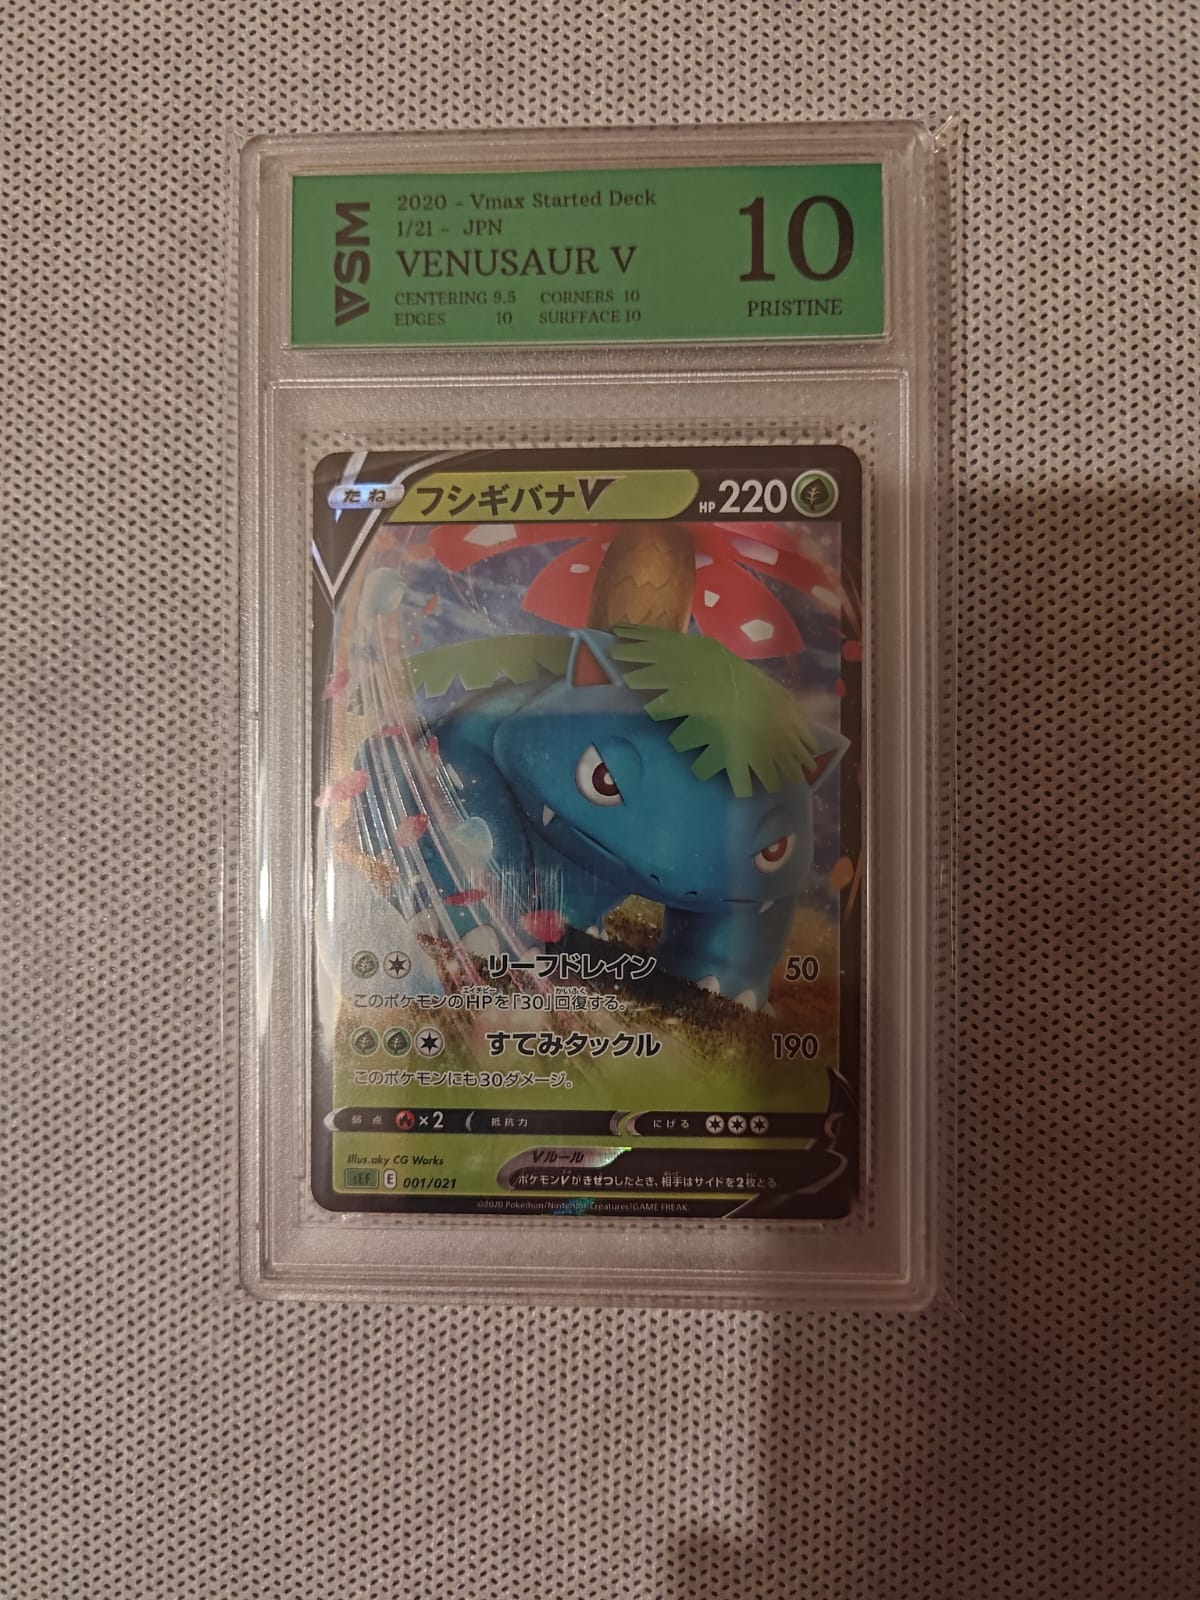 WSA
2020 - Vmax Started Deck
1/21 - JPN
VENUSAUR V
CENTERING 9.5 CORNERS 10
EDGES 10 SURFFACE 10
10
PRISTINE
たね フシギバナV HP 220
リーフドレイン 50
このポケモンのHPを「30」回復する。
すてみタックル 190
このポケモンにも30ダメージ。
弱点 ×2 抵抗力 にげる
Illus.aky CG Works
Vルール
ポケモンVがきぜつしたとき、相手はサイドを2枚とる。
sEF E 001/021
©2020 Pokémon/Nintendo/Creatures/GAME FREAK